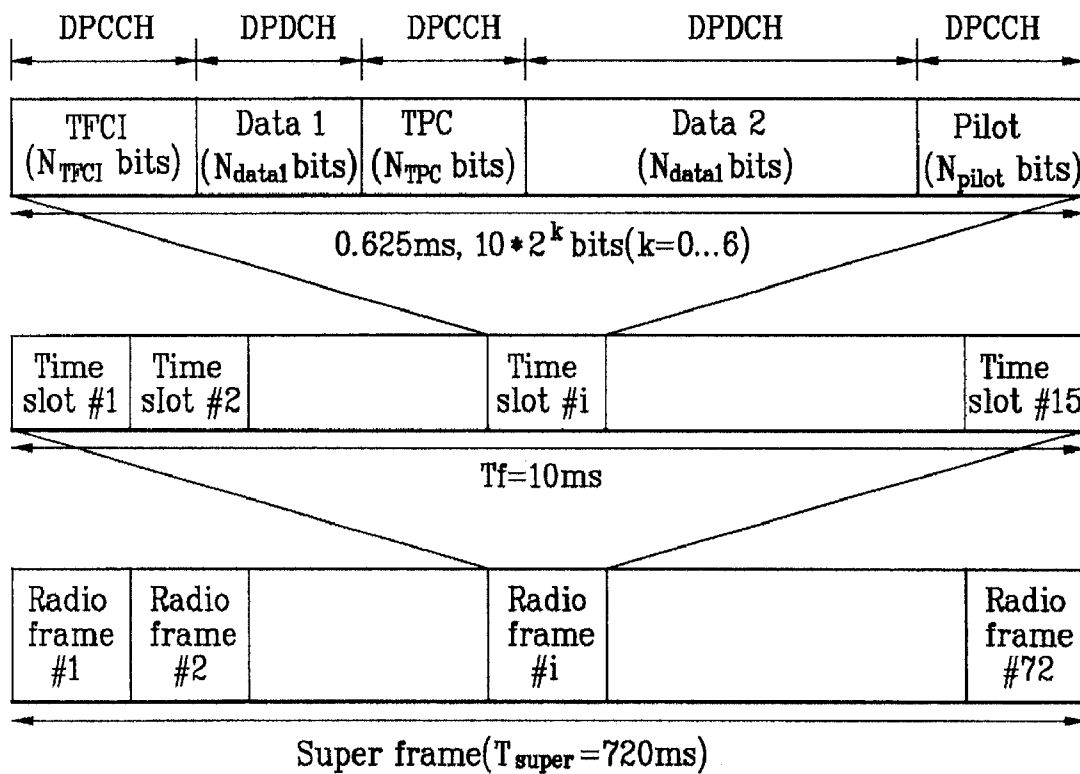 DPCCH DPDCH DPCCH DPDCH DPCCH
TFCI Data 1 TPC Data 2 Pilot
(N_TFCI bits) (N_data1 bits) (N_TPC bits) (N_data1 bits) (N_pilot bits)
0.625ms, 10*2^k bits(k=0...6)
Time Time Time Time
slot #1 slot #2 slot #i slot #15
Tf=10ms
Radio Radio Radio Radio
frame frame frame frame
#1 #2 #i #72
Super frame(T_super=720ms)